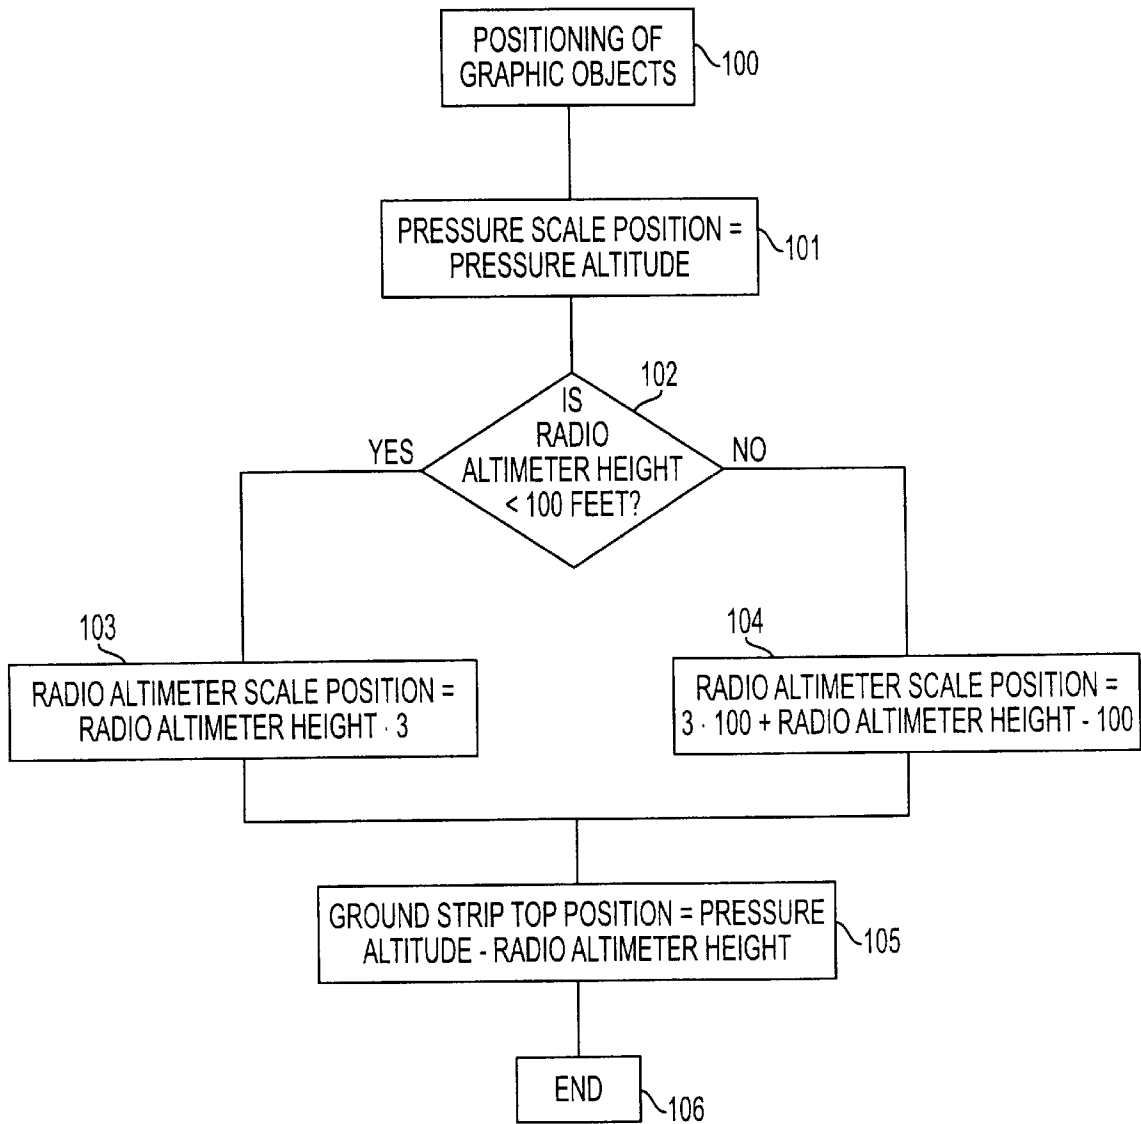 POSITIONING OF
GRAPHIC OBJECTS
100
PRESSURE SCALE POSITION =
PRESSURE ALTITUDE
101
102
IS
RADIO
ALTIMETER HEIGHT
< 100 FEET?
YES
NO
103
RADIO ALTIMETER SCALE POSITION =
RADIO ALTIMETER HEIGHT · 3
104
RADIO ALTIMETER SCALE POSITION =
3 · 100 + RADIO ALTIMETER HEIGHT - 100
GROUND STRIP TOP POSITION = PRESSURE
ALTITUDE - RADIO ALTIMETER HEIGHT
105
END
106